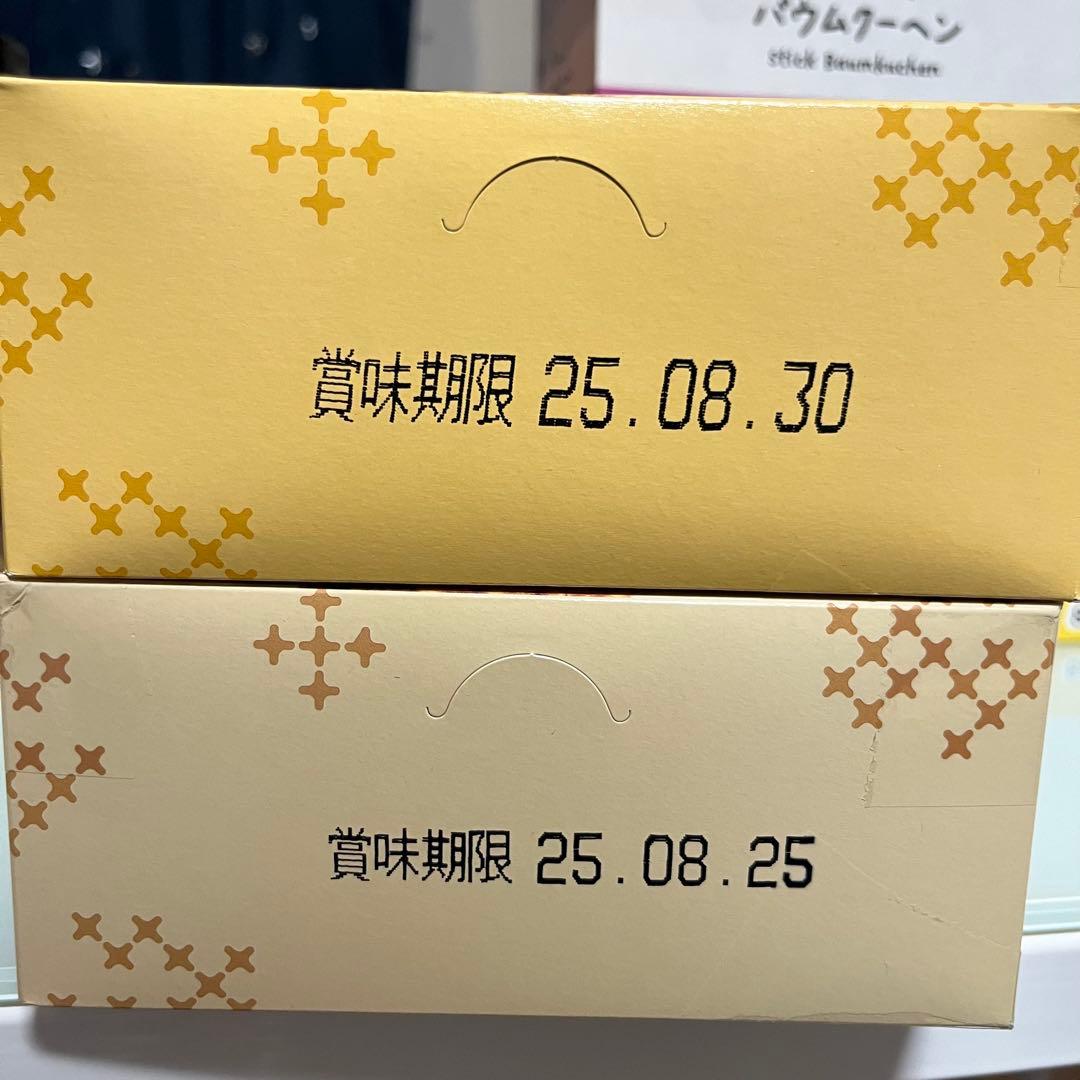 バウムクーヘン
Stick Baumkuchen
賞味期限 25.08.30
賞味期限 25.08.25